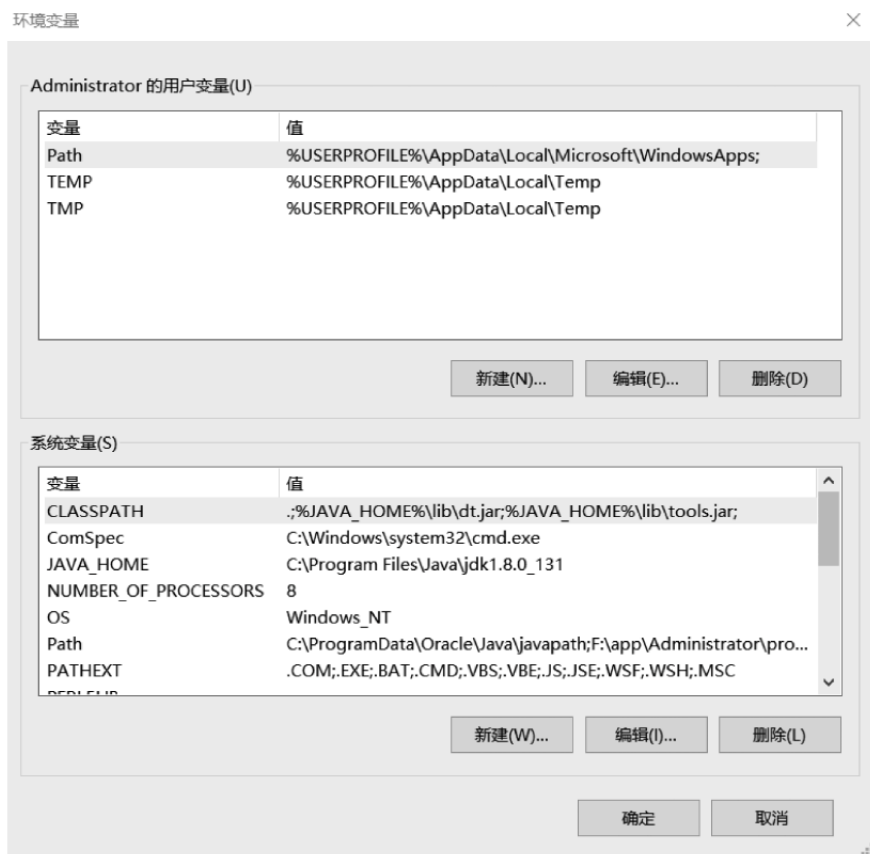 环境变量
Administrator 的用户变量(U)
变量 值
Path %USERPROFILE%\AppData\Local\Microsoft\WindowsApps;
TEMP %USERPROFILE%\AppData\Local\Temp
TMP %USERPROFILE%\AppData\Local\Temp
新建(N)... 编辑(E)... 删除(D)
系统变量(S)
变量 值
CLASSPATH .;%JAVA_HOME%\lib\dt.jar;%JAVA_HOME%\lib\tools.jar;
ComSpec C:\Windows\system32\cmd.exe
JAVA_HOME C:\Program Files\Java\jdk1.8.0_131
NUMBER_OF_PROCESSORS 8
OS Windows_NT
Path C:\ProgramData\Oracle\Java\javapath;F:\app\Administrator\pro...
PATHEXT .COM;.EXE;.BAT;.CMD;.VBS;.VBE;.JS;.JSE;.WSF;.WSH;.MSC
新建(W)... 编辑(I)... 删除(L)
确定 取消